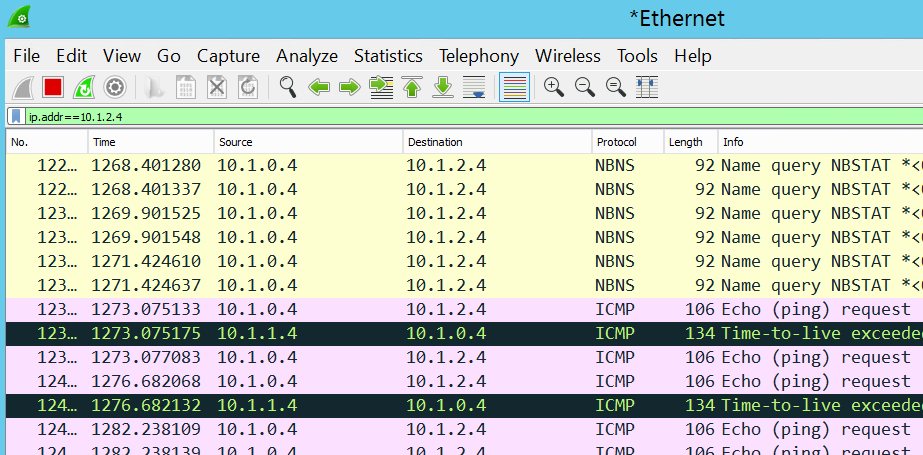 *Ethernet
File Edit View Go Capture Analyze Statistics Telephony Wireless Tools Help
ip.addr==10.1.2.4
No. Time Source Destination Protocol Length Info
122... 1268.401280 10.1.0.4 10.1.2.4 NBNS 92 Name query NBSTAT *<
122... 1268.401337 10.1.0.4 10.1.2.4 NBNS 92 Name query NBSTAT *<
123... 1269.901525 10.1.0.4 10.1.2.4 NBNS 92 Name query NBSTAT *<
123... 1269.901548 10.1.0.4 10.1.2.4 NBNS 92 Name query NBSTAT *<
123... 1271.424610 10.1.0.4 10.1.2.4 NBNS 92 Name query NBSTAT *<
123... 1271.424637 10.1.0.4 10.1.2.4 NBNS 92 Name query NBSTAT *<
123... 1273.075133 10.1.0.4 10.1.2.4 ICMP 106 Echo (ping) request
123... 1273.075175 10.1.1.4 10.1.0.4 ICMP 134 Time-to-live exceeded
123... 1273.077083 10.1.0.4 10.1.2.4 ICMP 106 Echo (ping) request
124... 1276.682068 10.1.0.4 10.1.2.4 ICMP 106 Echo (ping) request
124... 1276.682132 10.1.1.4 10.1.0.4 ICMP 134 Time-to-live exceeded
124... 1282.238109 10.1.0.4 10.1.2.4 ICMP 106 Echo (ping) request
124... 1282.238139 10.1.0.4 10.1.2.4 ICMP 106 Echo (ping) request